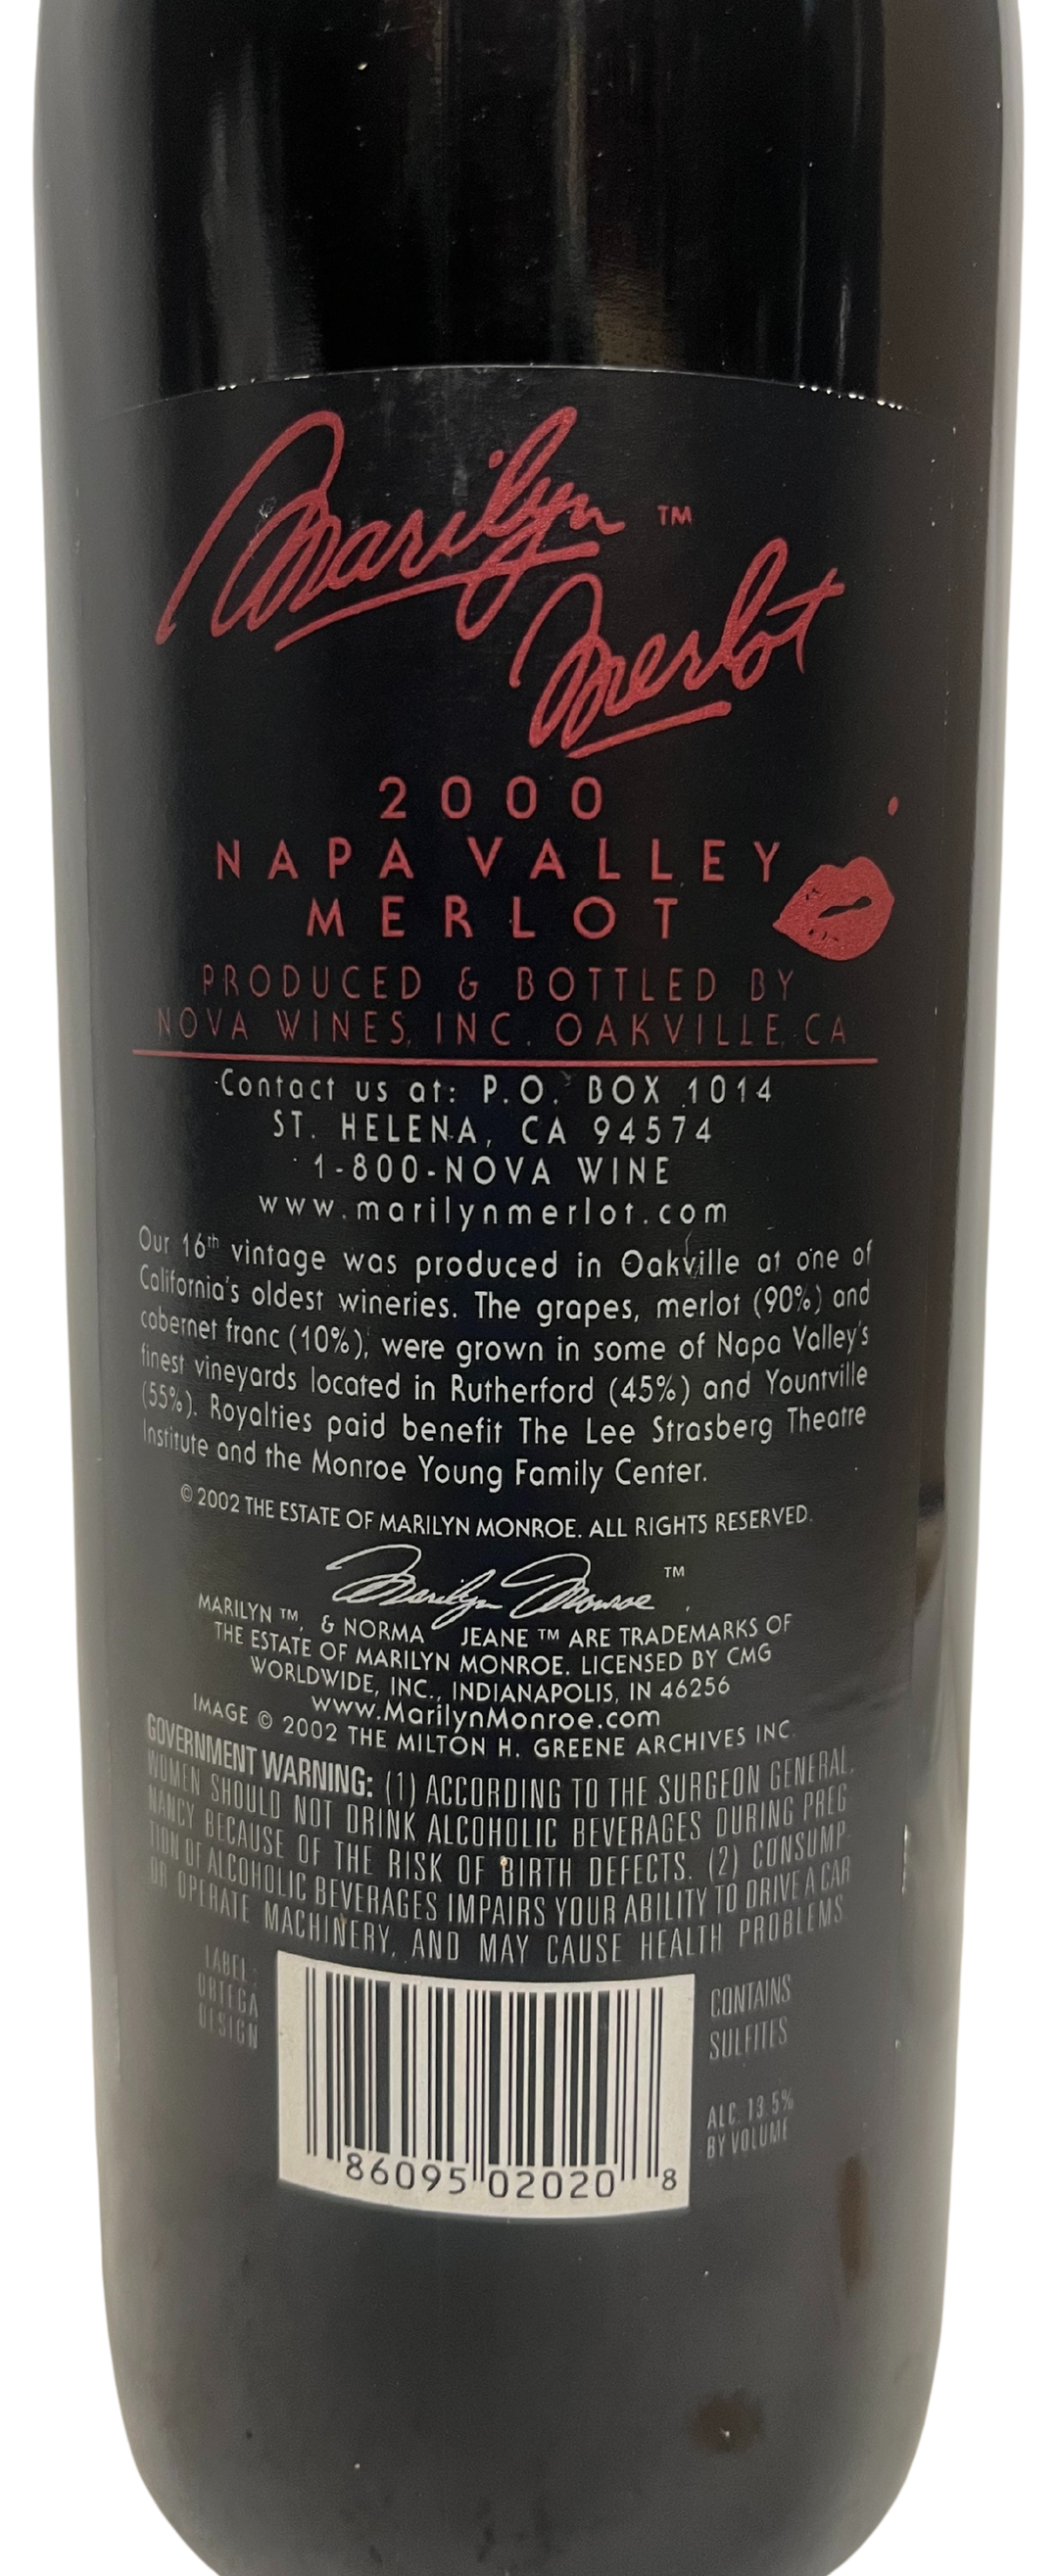 Marilyn ™
Merlot
2000
NAPA VALLEY
MERLOT
PRODUCED & BOTTLED BY
NOVA WINES, INC. OAKVILLE, CA
Contact us at: P.O. BOX 1014
ST. HELENA, CA 94574
1-800-NOVA WINE
www.marilynmerlot.com
Our 16th vintage was produced in Oakville at one of
California's oldest wineries. The grapes, merlot (90%) and
cabernet franc (10%), were grown in some of Napa Valley's
finest vineyards located in Rutherford (45%) and Yountville
(55%). Royalties paid benefit The Lee Strasberg Theatre
Institute and the Monroe Young Family Center.
© 2002 THE ESTATE OF MARILYN MONROE. ALL RIGHTS RESERVED.
Marilyn Monroe ™
MARILYN ™, & NORMA JEANE ™ ARE TRADEMARKS OF
THE ESTATE OF MARILYN MONROE. LICENSED BY CMG
WORLDWIDE, INC., INDIANAPOLIS, IN 46256
www.MarilynMonroe.com
IMAGE © 2002 THE MILTON H. GREENE ARCHIVES INC.
GOVERNMENT WARNING: (1) ACCORDING TO THE SURGEON GENERAL,
WOMEN SHOULD NOT DRINK ALCOHOLIC BEVERAGES DURING PREG-
NANCY BECAUSE OF THE RISK OF BIRTH DEFECTS. (2) CONSUMP-
TION OF ALCOHOLIC BEVERAGES IMPAIRS YOUR ABILITY TO DRIVE A CAR
OR OPERATE MACHINERY, AND MAY CAUSE HEALTH PROBLEMS
LABEL:
ORTEGA
DESIGN
CONTAINS
SULFITES
ALC. 13.5%
BY VOLUME
86095 02020 8